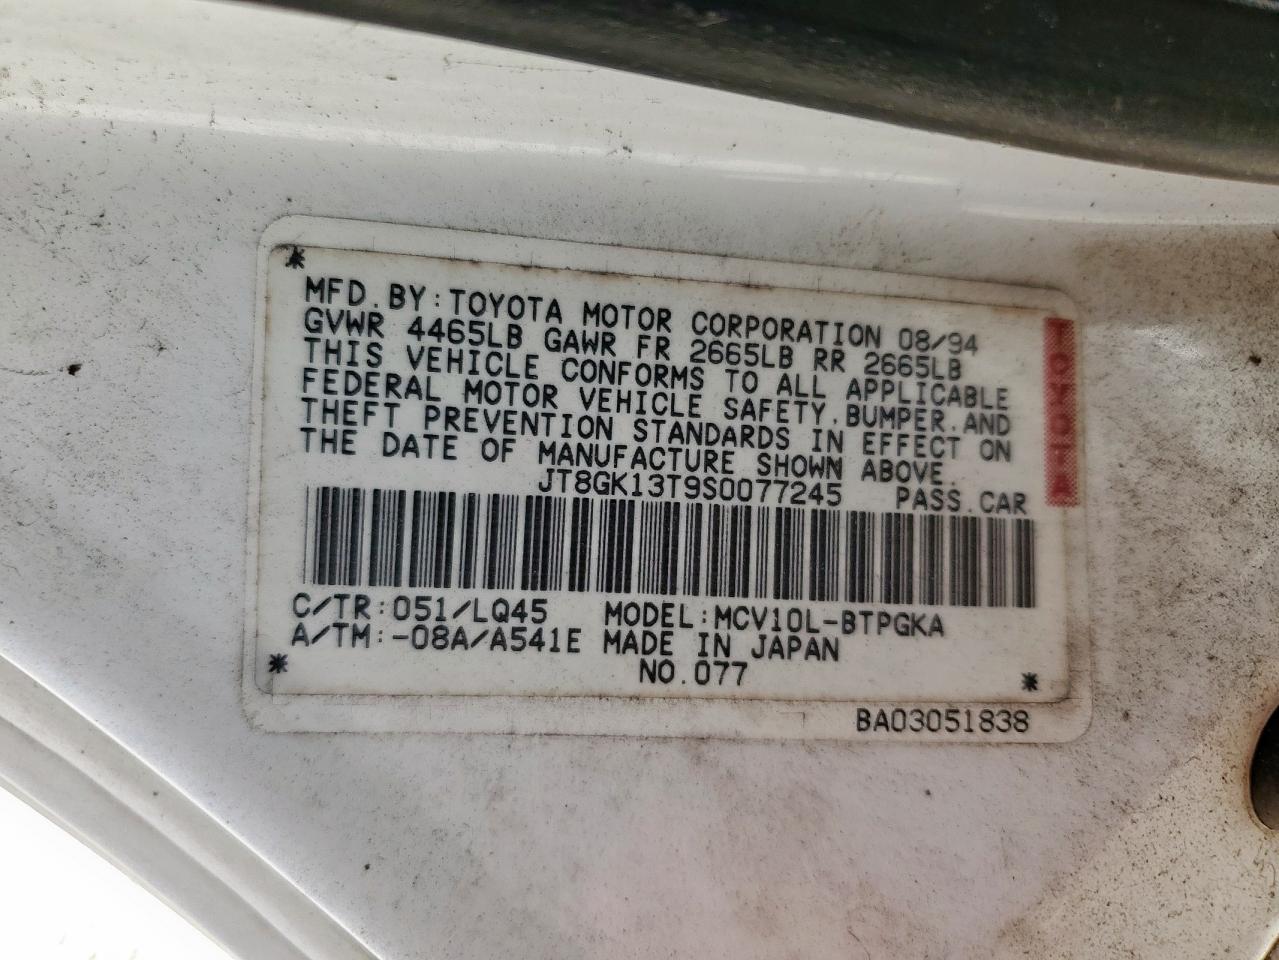 MFD.BY:TOYOTA MOTOR CORPORATION 08/94
GVWR 4465LB GAWR FR 2665LB RR 2665LB
THIS VEHICLE CONFORMS TO ALL APPLICABLE
FEDERAL MOTOR VEHICLE SAFETY,BUMPER,AND
THEFT PREVENTION STANDARDS IN EFFECT ON
THE DATE OF MANUFACTURE SHOWN ABOVE.
JT8GK13T9S0077245 PASS.CAR
C/TR:051/LQ45 MODEL:MCV10L-BTPGKA
A/TM:-08A/A541E MADE IN JAPAN
NO.077
BA03051838
TOYOTA